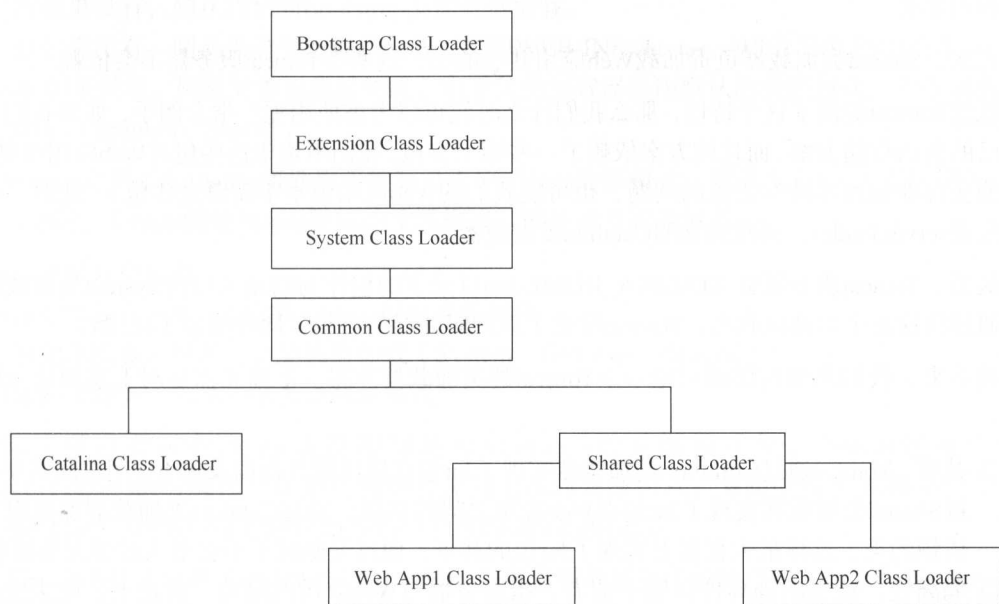 Bootstrap Class Loader
Extension Class Loader
System Class Loader
Common Class Loader
Catalina Class Loader
Shared Class Loader
Web App1 Class Loader
Web App2 Class Loader